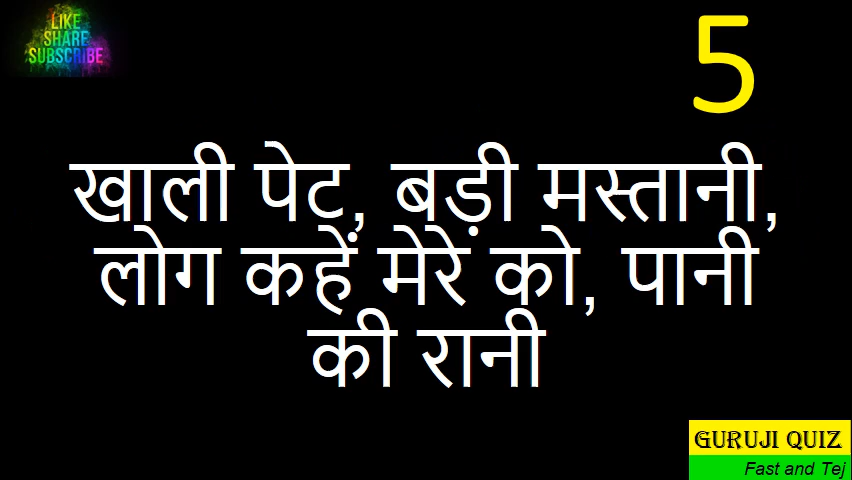 LIKE
SHARE
SUBSCRIBE
5
खाली पेट, बड़ी मस्तानी,
लोग कहें मेरे को, पानी
की रानी
GURUJI QUIZ
Fast and Tej